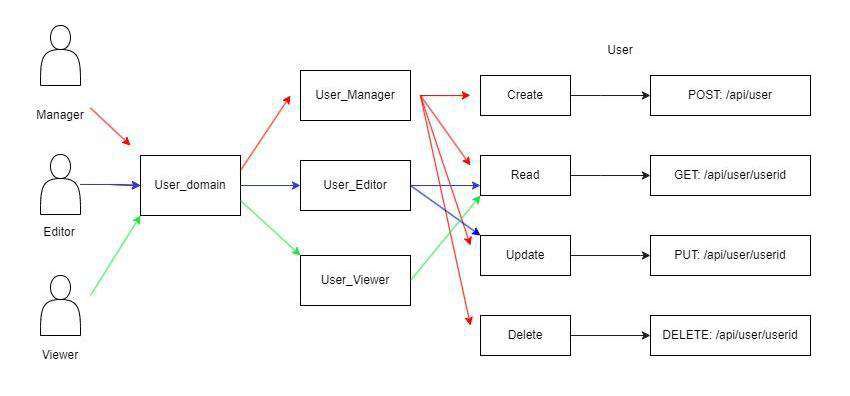 User
Manager
User_Manager
Create
POST: /api/user
Editor
User_domain
User_Editor
Read
GET: /api/user/userid
Viewer
User_Viewer
Update
PUT: /api/user/userid
Delete
DELETE: /api/user/userid